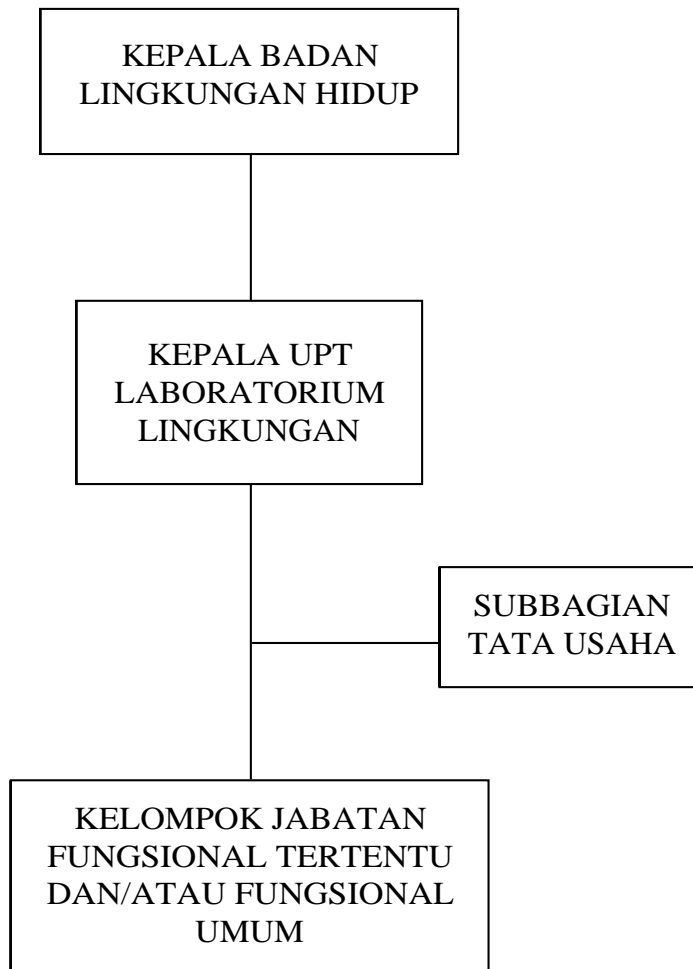 KEPALA BADAN
LINGKUNGAN HIDUP
KEPALA UPT
LABORATORIUM
LINGKUNGAN
SUBBAGIAN
TATA USAHA
KELOMPOK JABATAN
FUNGSIONAL TERTENTU
DAN/ATAU FUNGSIONAL
UMUM